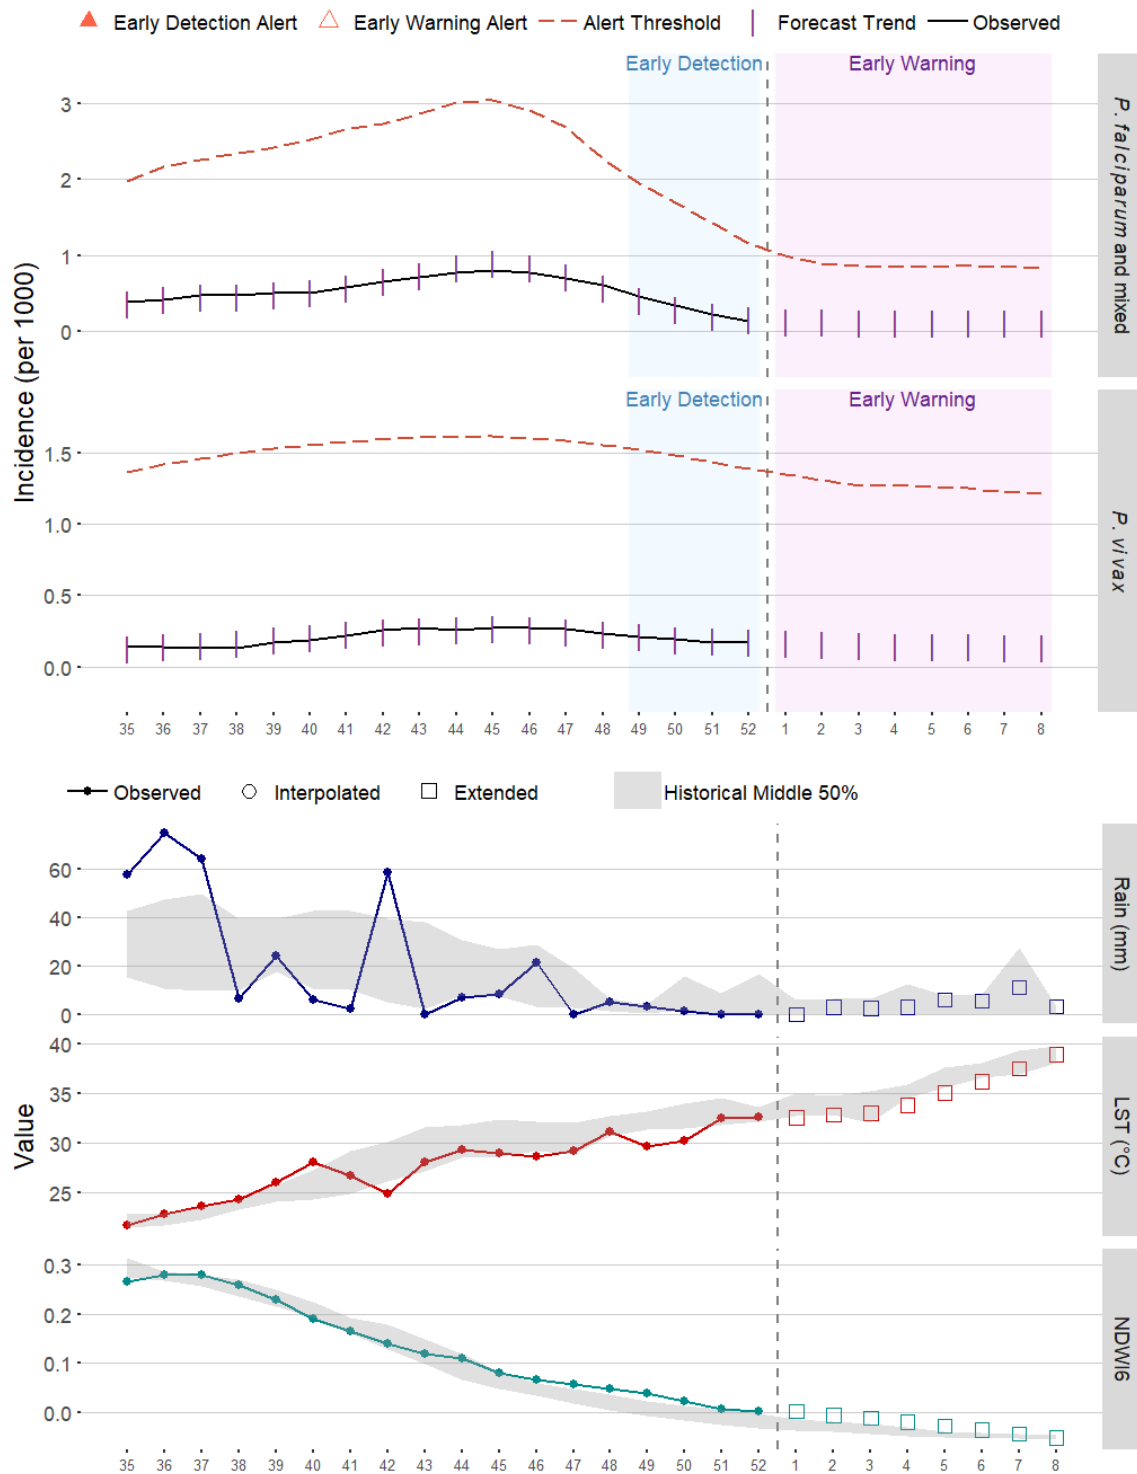 Early Detection Alert Early Warning Alert Alert Threshold Forecast Trend Observed
Early Detection Early Warning
3
2
1
0
P. falciparum and mixed
Early Detection Early Warning
1.5
1.0
0.5
0.0
P. vivax
Incidence (per 1000)
35 36 37 38 39 40 41 42 43 44 45 46 47 48 49 50 51 52 1 2 3 4 5 6 7 8
Observed Interpolated Extended Historical Middle 50%
60
40
20
0
Rain (mm)
40
35
30
25
LST (°C)
Value
0.3
0.2
0.1
0.0
NDWI6
35 36 37 38 39 40 41 42 43 44 45 46 47 48 49 50 51 52 1 2 3 4 5 6 7 8